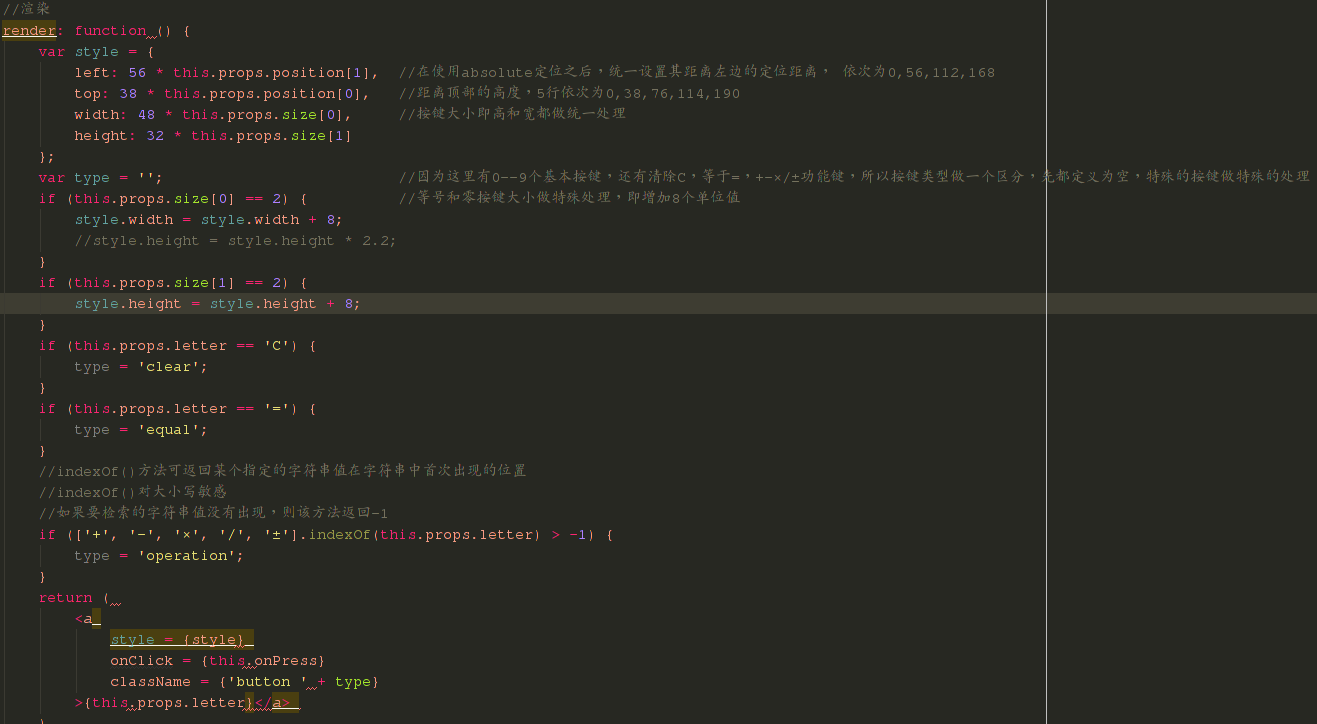 //渲染
render: function () {
    var style = {
        left: 56 * this.props.position[1],  //在使用absolute定位之后，统一设置其距离左边的定位距离， 依次为0,56,112,168
        top: 38 * this.props.position[0],   //距离顶部的高度，5行依次为0,38,76,114,190
        width: 48 * this.props.size[0],     //按键大小即高和宽都做统一处理
        height: 32 * this.props.size[1]
    };
    var type = '';                          //因为这里有0--9个基本按键，还有清除C，等于=，+-×/±功能键，所以按键类型做一个区分，先都定义为空，特殊的按键做特殊的处理
    if (this.props.size[0] == 2) {          //等号和零按键大小做特殊处理，即增加8个单位值
        style.width = style.width + 8;
        //style.height = style.height * 2.2;
    }
    if (this.props.size[1] == 2) {
        style.height = style.height + 8;
    }
    if (this.props.letter == 'C') {
        type = 'clear';
    }
    if (this.props.letter == '=') {
        type = 'equal';
    }
    //indexOf()方法可返回某个指定的字符串值在字符串中首次出现的位置
    //indexOf()对大小写敏感
    //如果要检索的字符串值没有出现，则该方法返回-1
    if (['+', '-', '×', '/', '±'].indexOf(this.props.letter) > -1) {
        type = 'operation';
    }
    return (
        <a
            style = {style}
            onClick = {this.onPress}
            className = {'button ' + type}
        >{this.props.letter}</a>